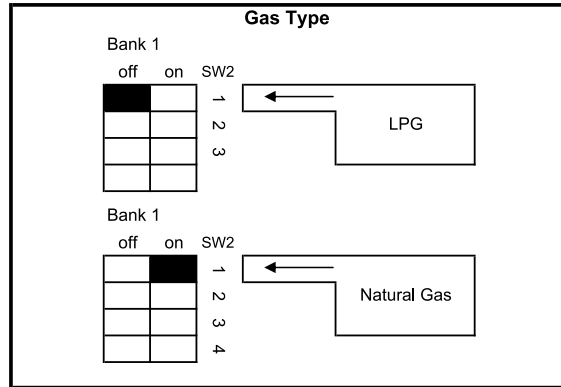 Gas Type
Bank 1
off on SW2
1
2
3
LPG
Bank 1
off on SW2
1
2
3
4
Natural Gas